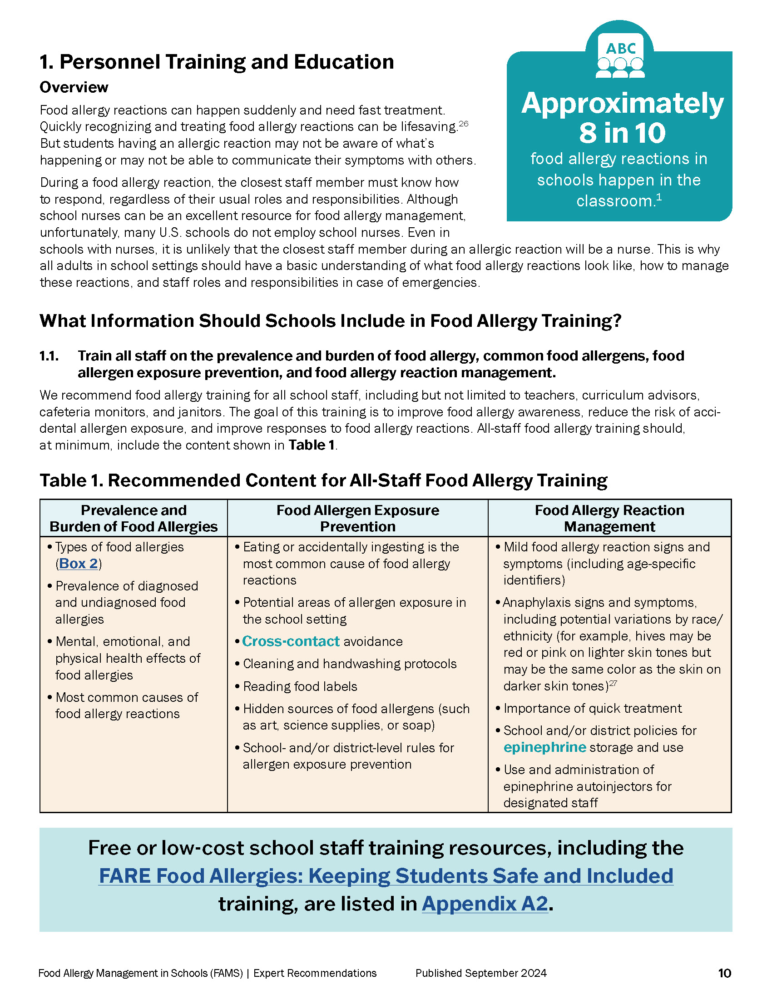 ABC
Approximately
8 in 10
food allergy reactions in
schools happen in the
classroom.1
1. Personnel Training and Education
Overview
Food allergy reactions can happen suddenly and need fast treatment.
Quickly recognizing and treating food allergy reactions can be lifesaving.26
But students having an allergic reaction may not be aware of what’s
happening or may not be able to communicate their symptoms with others.
During a food allergy reaction, the closest staff member must know how
to respond, regardless of their usual roles and responsibilities. Although
school nurses can be an excellent resource for food allergy management,
unfortunately, many U.S. schools do not employ school nurses. Even in
schools with nurses, it is unlikely that the closest staff member during an allergic reaction will be a nurse. This is why
all adults in school settings should have a basic understanding of what food allergy reactions look like, how to manage
these reactions, and staff roles and responsibilities in case of emergencies.
What Information Should Schools Include in Food Allergy Training?
1.1. Train all staff on the prevalence and burden of food allergy, common food allergens, food
allergen exposure prevention, and food allergy reaction management.
We recommend food allergy training for all school staff, including but not limited to teachers, curriculum advisors,
cafeteria monitors, and janitors. The goal of this training is to improve food allergy awareness, reduce the risk of acci-
dental allergen exposure, and improve responses to food allergy reactions. All-staff food allergy training should,
at minimum, include the content shown in Table 1.
Table 1. Recommended Content for All-Staff Food Allergy Training
Prevalence and
Burden of Food Allergies
• Types of food allergies
(Box 2)
• Prevalence of diagnosed
and undiagnosed food
allergies
• Mental, emotional, and
physical health effects of
food allergies
• Most common causes of
food allergy reactions
Food Allergen Exposure
Prevention
• Eating or accidentally ingesting is the
most common cause of food allergy
reactions
• Potential areas of allergen exposure in
the school setting
• Cross-contact avoidance
• Cleaning and handwashing protocols
• Reading food labels
• Hidden sources of food allergens (such
as art, science supplies, or soap)
• School- and/or district-level rules for
allergen exposure prevention
Food Allergy Reaction
Management
• Mild food allergy reaction signs and
symptoms (including age-specific
identifiers)
• Anaphylaxis signs and symptoms,
including potential variations by race/
ethnicity (for example, hives may be
red or pink on lighter skin tones but
may be the same color as the skin on
darker skin tones)27
• Importance of quick treatment
• School and/or district policies for
epinephrine storage and use
• Use and administration of
epinephrine autoinjectors for
designated staff
Free or low-cost school staff training resources, including the
FARE Food Allergies: Keeping Students Safe and Included
training, are listed in Appendix A2.
Food Allergy Management in Schools (FAMS) | Expert Recommendations Published September 2024 10